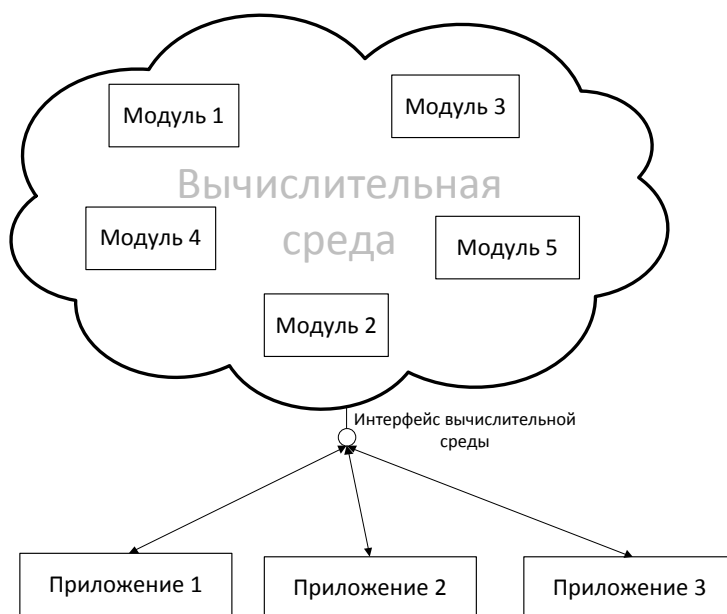 Модуль 1
Модуль 3
Вычислительная
среда
Модуль 4
Модуль 5
Модуль 2
Интерфейс вычислительной
среды
Приложение 1
Приложение 2
Приложение 3